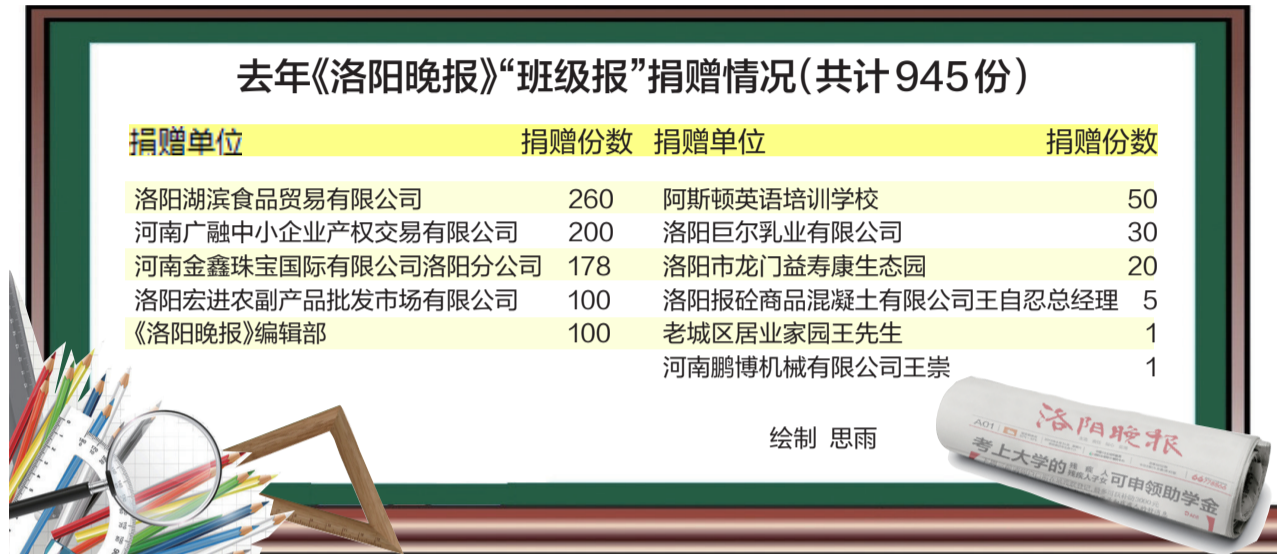 去年《洛阳晚报》“班级报”捐赠情况（共计945份）
捐赠单位 捐赠份数 捐赠单位 捐赠份数
洛阳湖滨食品贸易有限公司 260 阿斯顿英语培训学校 50
河南广融中小企业产权交易有限公司 200 洛阳巨尔乳业有限公司 30
河南金鑫珠宝国际有限公司洛阳分公司 178 洛阳市龙门益寿康生态园 20
洛阳宏进农副产品批发市场有限公司 100 洛阳报砼商品混凝土有限公司王自忍总经理 5
《洛阳晚报》编辑部 100 老城区居业家园王先生 1
河南鹏博机械有限公司王崇 1
绘制 思雨
洛阳晚报
A01
考上大学的残疾人残疾人子女可申领助学金